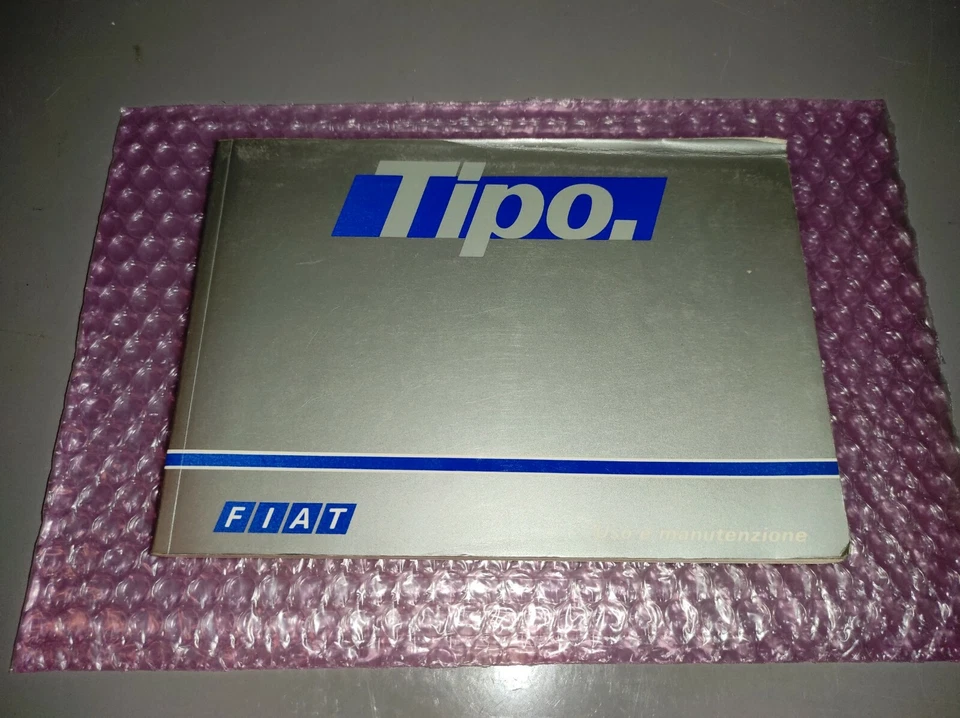 Tipo.
FIAT
Uso e manutenzione